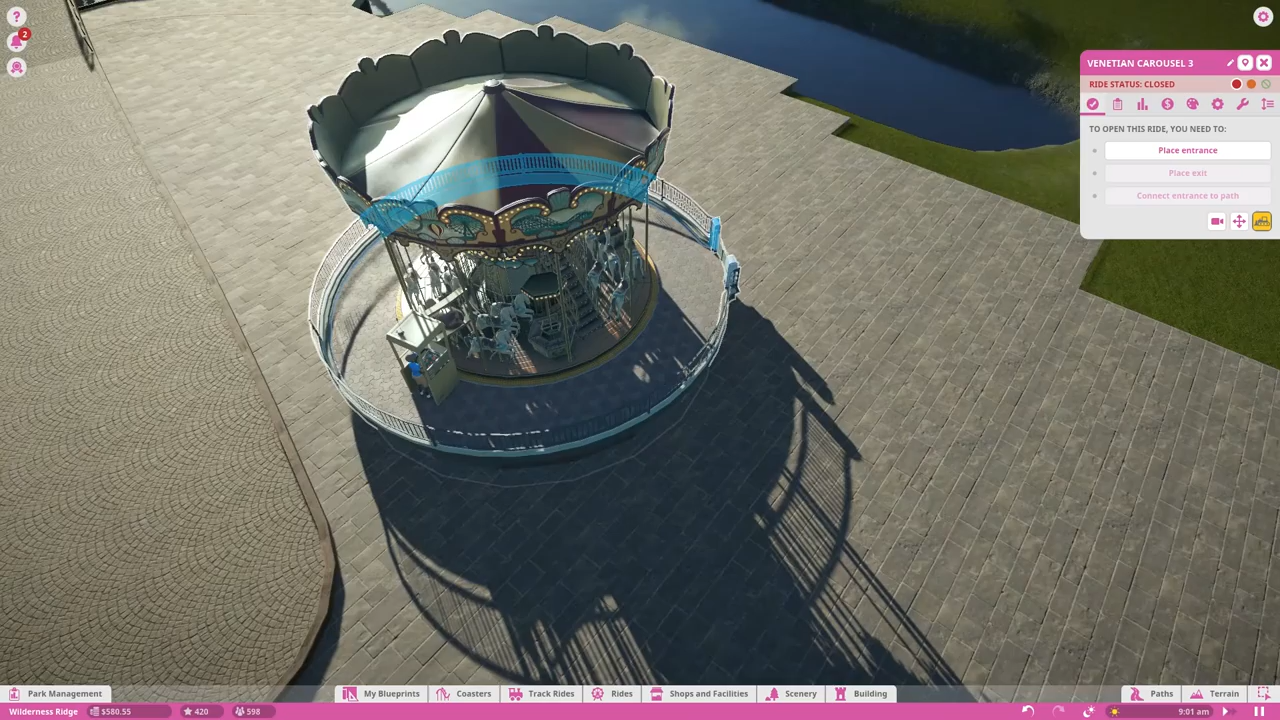 ?
2
VENETIAN CAROUSEL 3
RIDE STATUS: CLOSED
TO OPEN THIS RIDE, YOU NEED TO:
Place entrance
Place exit
Connect entrance to path
Park Management
My Blueprints
Coasters
Track Rides
Rides
Shops and Facilities
Scenery
Building
Paths
Terrain
Wilderness Ridge
$580.55
420
598
9:01 am